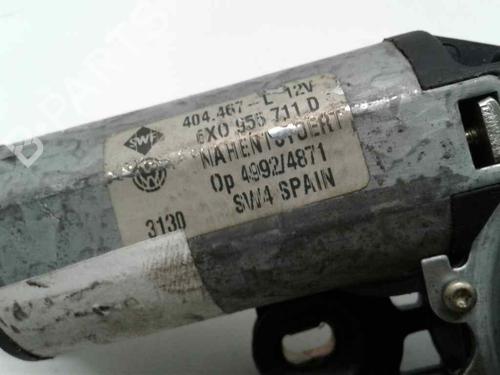 404.467-L 12V
SWF
6X0 955 711 D
NAHENTSTOERT
Op 4992/4871
3130
SW4 SPAIN